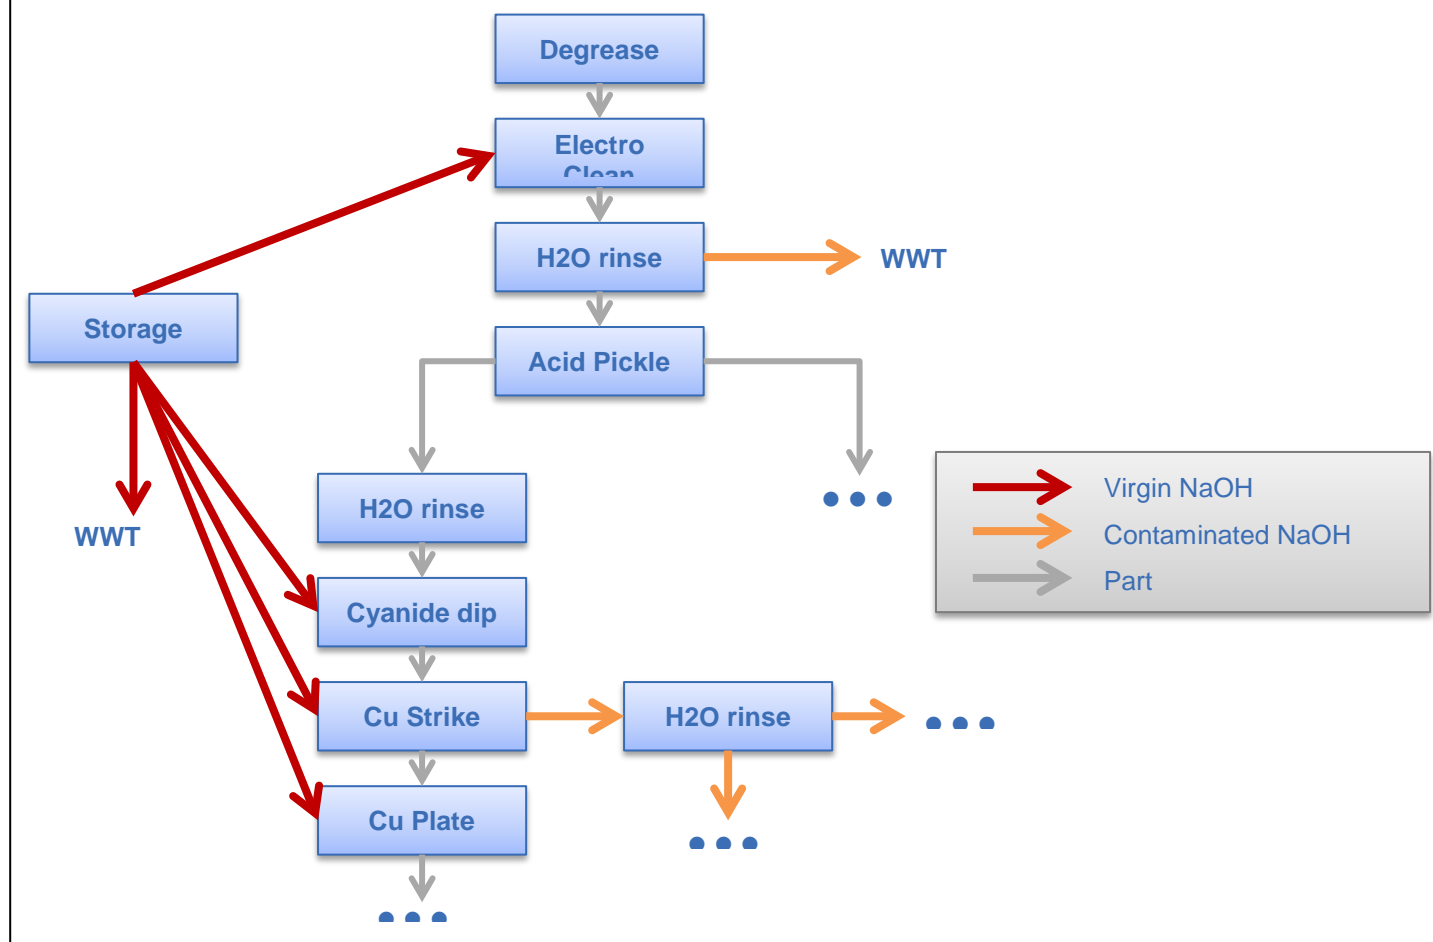 Degrease
Electro
Clean
H2O rinse
WWT
Storage
Acid Pickle
H2O rinse
WWT
Virgin NaOH
Contaminated NaOH
Part
Cyanide dip
Cu Strike
H2O rinse
Cu Plate